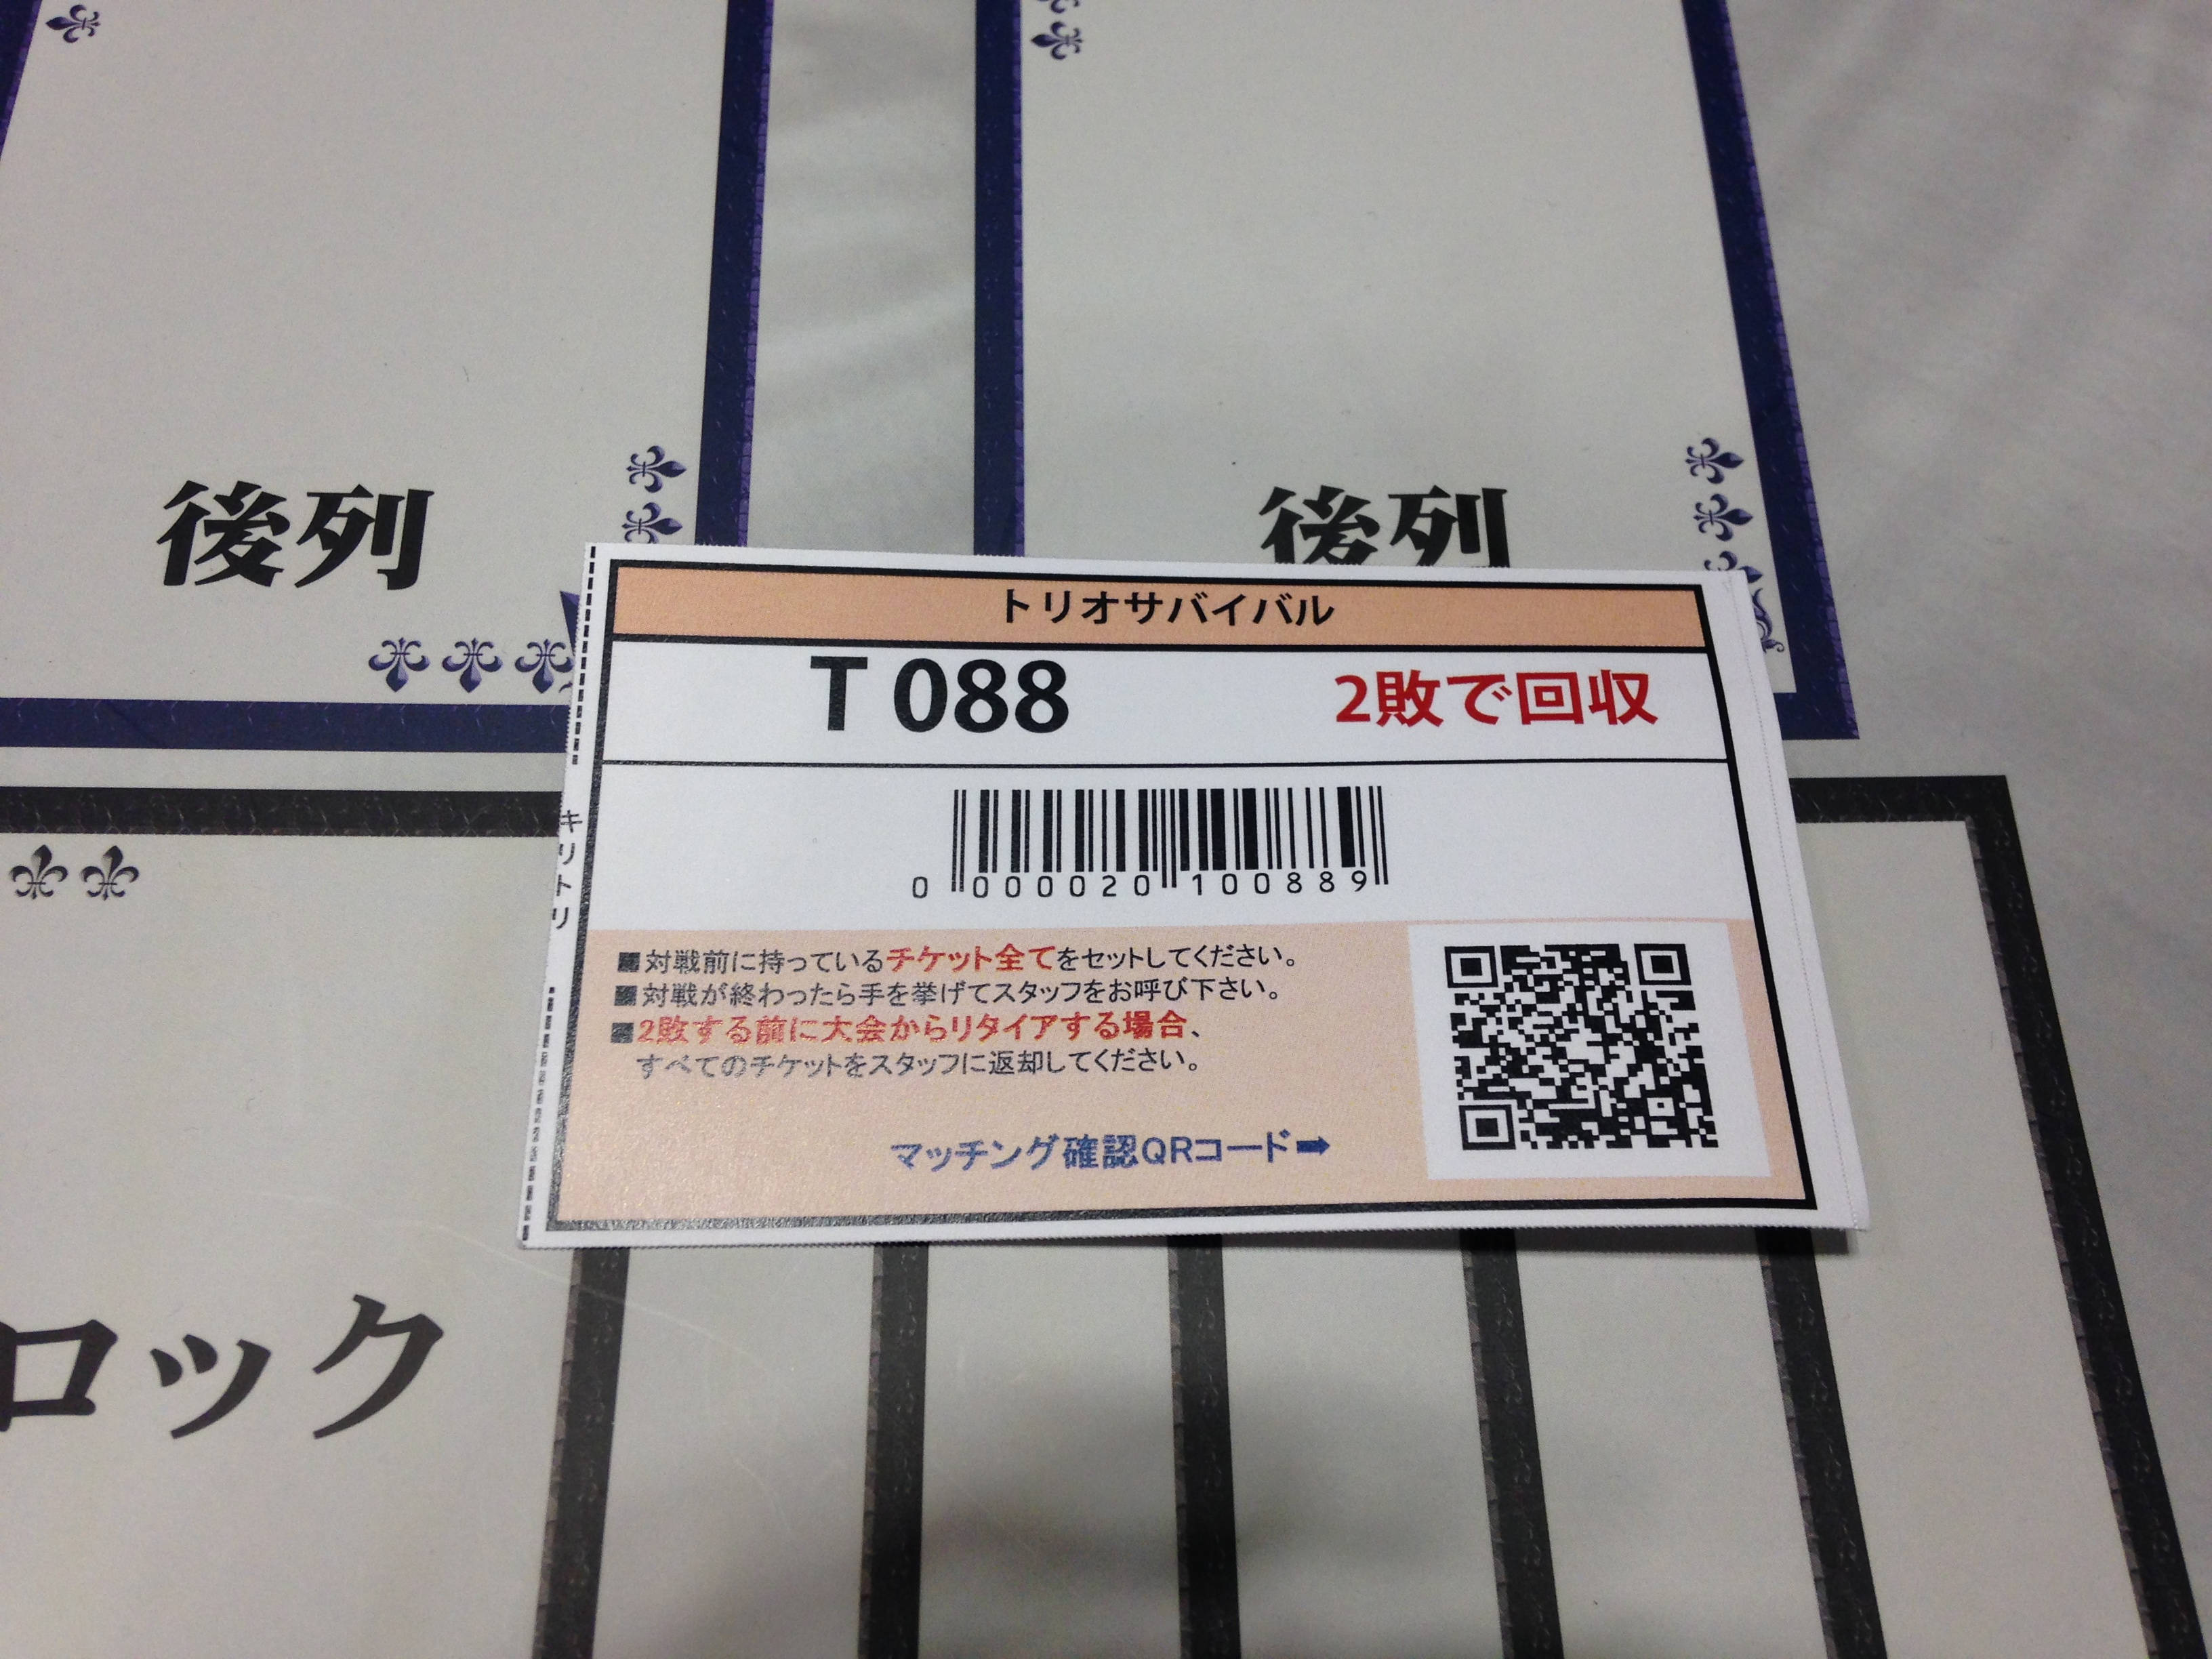 後列
後列
トリオサバイバル
T 088 2敗で回収
キリトリ
0 000020 100889
■対戦前に持っているチケット全てをセットしてください。
■対戦が終わったら手を挙げてスタッフをお呼び下さい。
■2敗する前に大会からリタイアする場合、
すべてのチケットをスタッフに返却してください。
マッチング確認QRコード➡
ロック